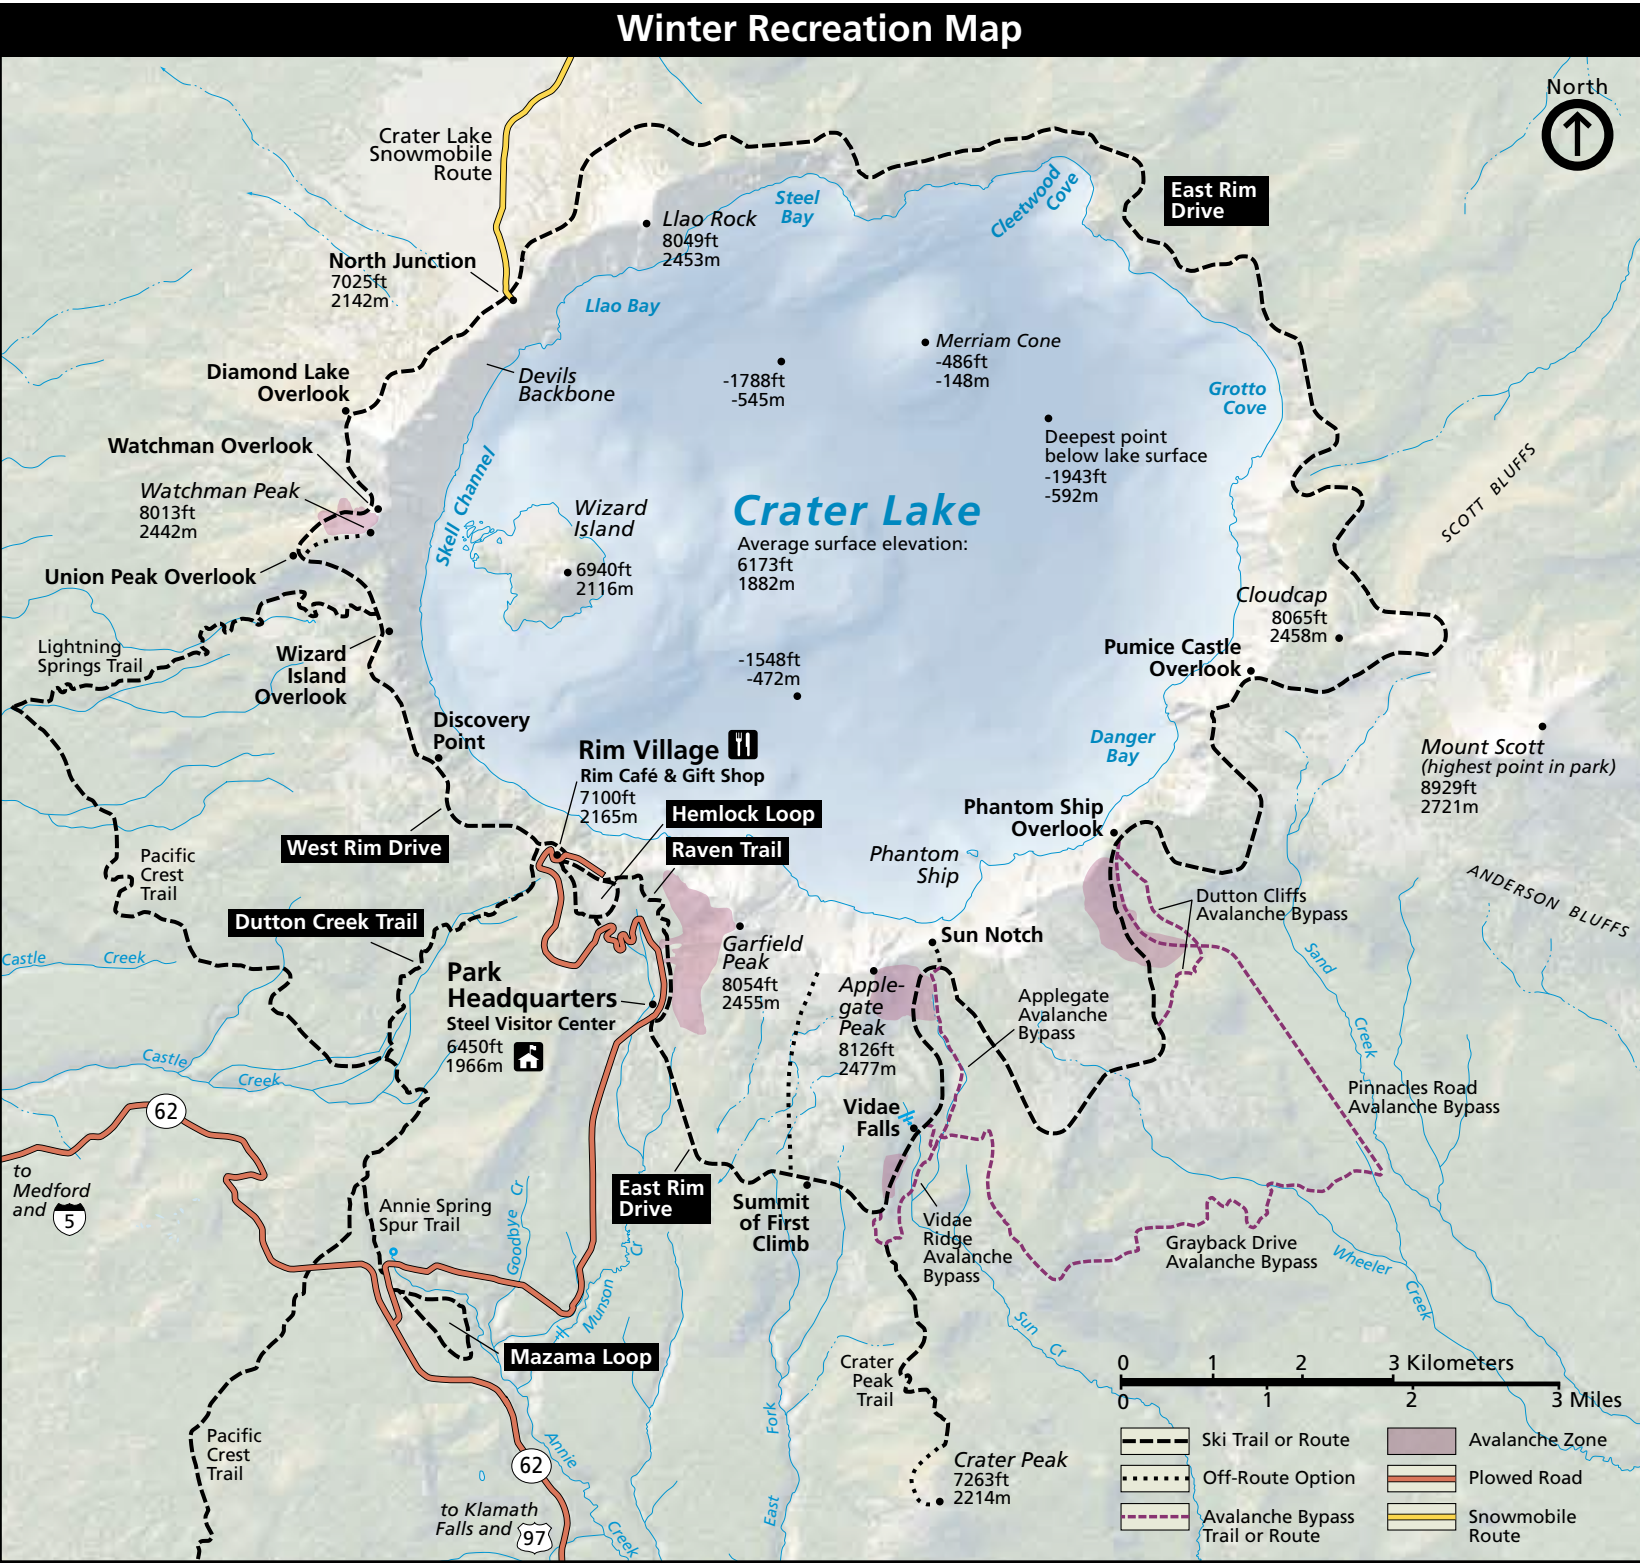 Winter Recreation Map
North
Crater Lake
Snowmobile
Route
East Rim
Drive
Steel
Bay
Cleetwood
Cove
Llao Rock
8049ft
2453m
North Junction
7025ft
2142m
Llao Bay
Merriam Cone
-486ft
-148m
Diamond Lake
Overlook
Devils
Backbone
-1788ft
-545m
Grotto
Cove
Deepest point
below lake surface
-1943ft
-592m
Watchman Overlook
Watchman Peak
8013ft
2442m
Skell Channel
Wizard
Island
6940ft
2116m
Crater Lake
Average surface elevation:
6173ft
1882m
SCOTT BLUFFS
Union Peak Overlook
Cloudcap
8065ft
2458m
Lightning
Springs Trail
Wizard
Island
Overlook
-1548ft
-472m
Pumice Castle
Overlook
Discovery
Point
Rim Village
Rim Café & Gift Shop
7100ft
2165m
Danger
Bay
Mount Scott
(highest point in park)
8929ft
2721m
Hemlock Loop
Raven Trail
West Rim Drive
Phantom Ship
Overlook
Phantom
Ship
Pacific
Crest
Trail
Dutton Cliffs
Avalanche Bypass
ANDERSON BLUFFS
Dutton Creek Trail
Castle Creek
Garfield
Peak
8054ft
2455m
Sun Notch
Sand
Creek
Park
Headquarters
Steel Visitor Center
6450ft
1966m
Apple-
gate
Peak
8126ft
2477m
Applegate
Avalanche
Bypass
Castle
Creek
62
Vidae
Falls
Pinnacles Road
Avalanche Bypass
to
Medford
and 5
Annie Spring
Spur Trail
Goodbye Cr
East Rim
Drive
Summit
of First
Climb
Vidae
Ridge
Avalanche
Bypass
Grayback Drive
Avalanche Bypass
Wheeler
Creek
Munson Cr
Sun Cr
Mazama Loop
Crater
Peak
Trail
Pacific
Crest
Trail
Annie
Creek
62
to Klamath
Falls and 97
East Fork
Crater Peak
7263ft
2214m
0 1 2 3 Kilometers
0 1 2 3 Miles
Ski Trail or Route
Off-Route Option
Avalanche Bypass
Trail or Route
Avalanche Zone
Plowed Road
Snowmobile
Route